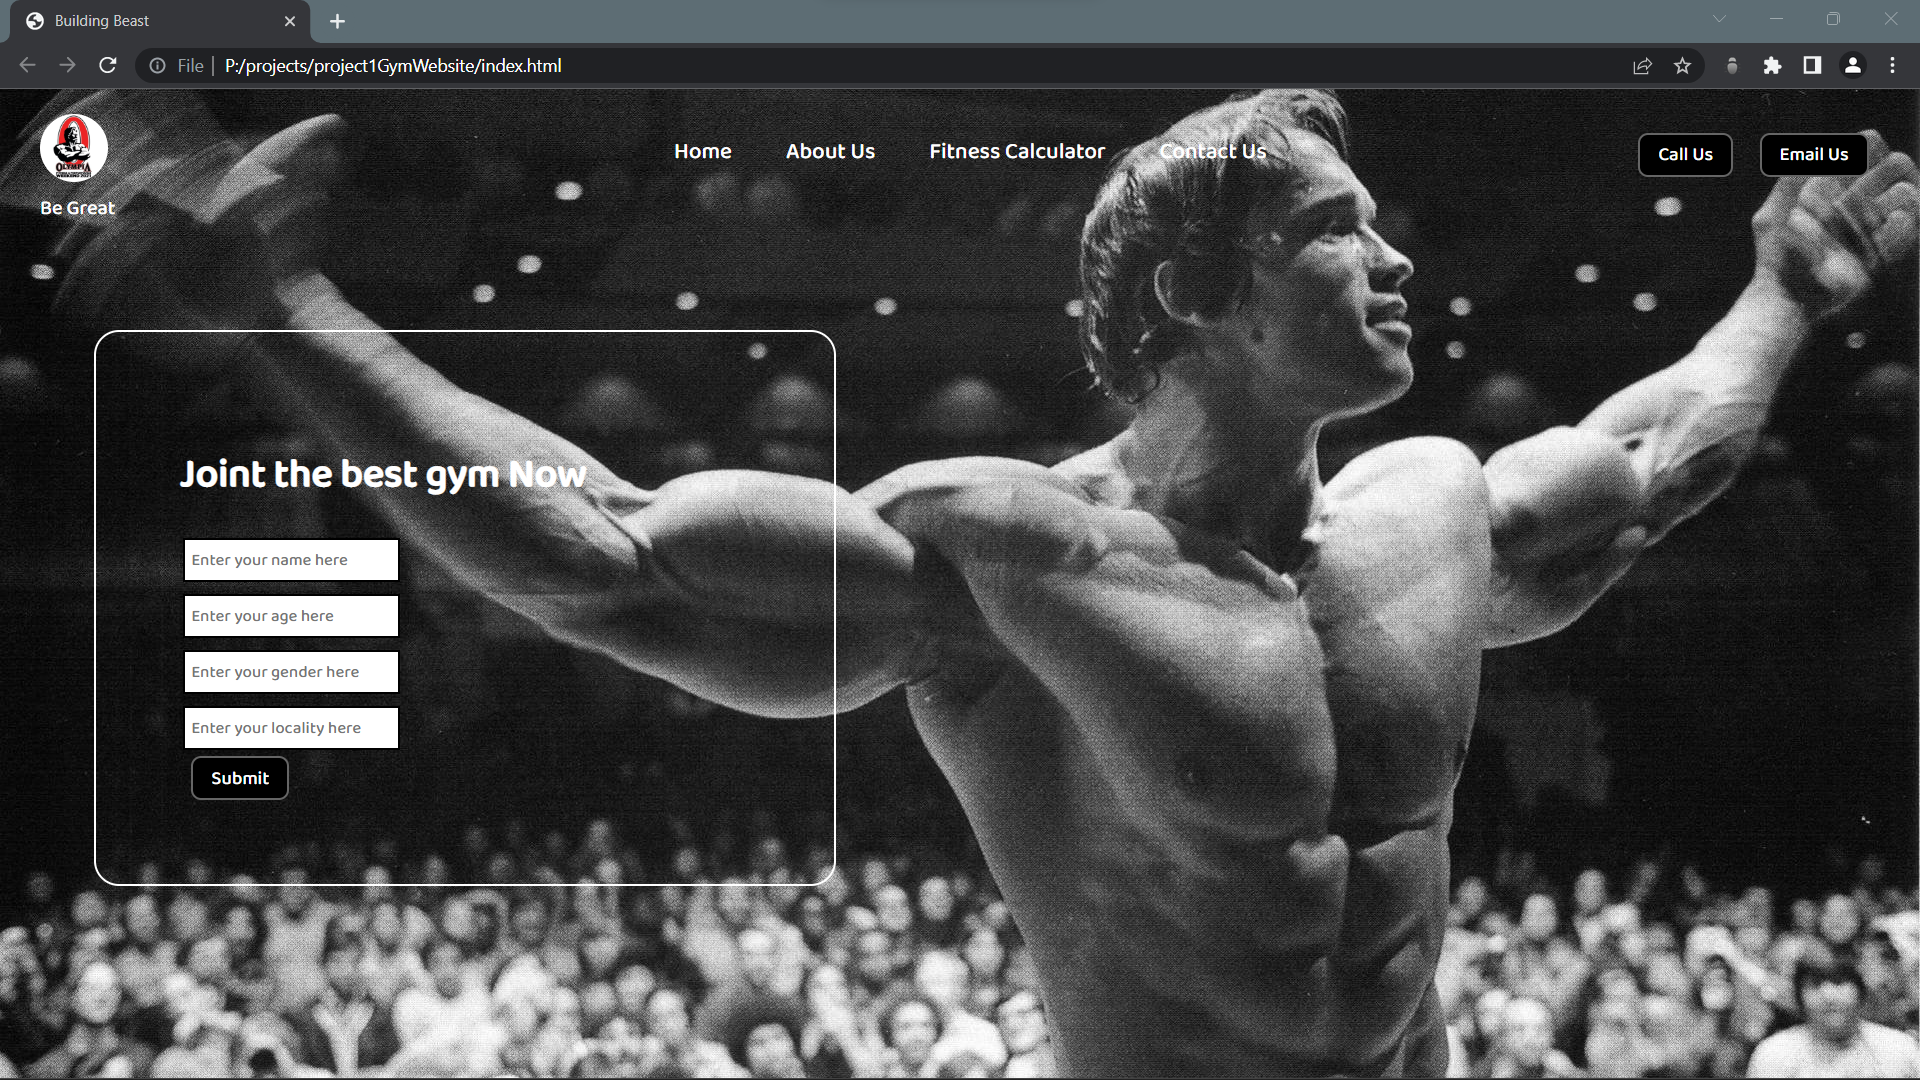 Building Beast
File
P:/projects/project1GymWebsite/index.html
OLYMPIA
Be Great
Home
About Us
Fitness Calculator
Contact Us
Call Us
Email Us
Joint the best gym Now
Enter your name here
Enter your age here
Enter your gender here
Enter your locality here
Submit